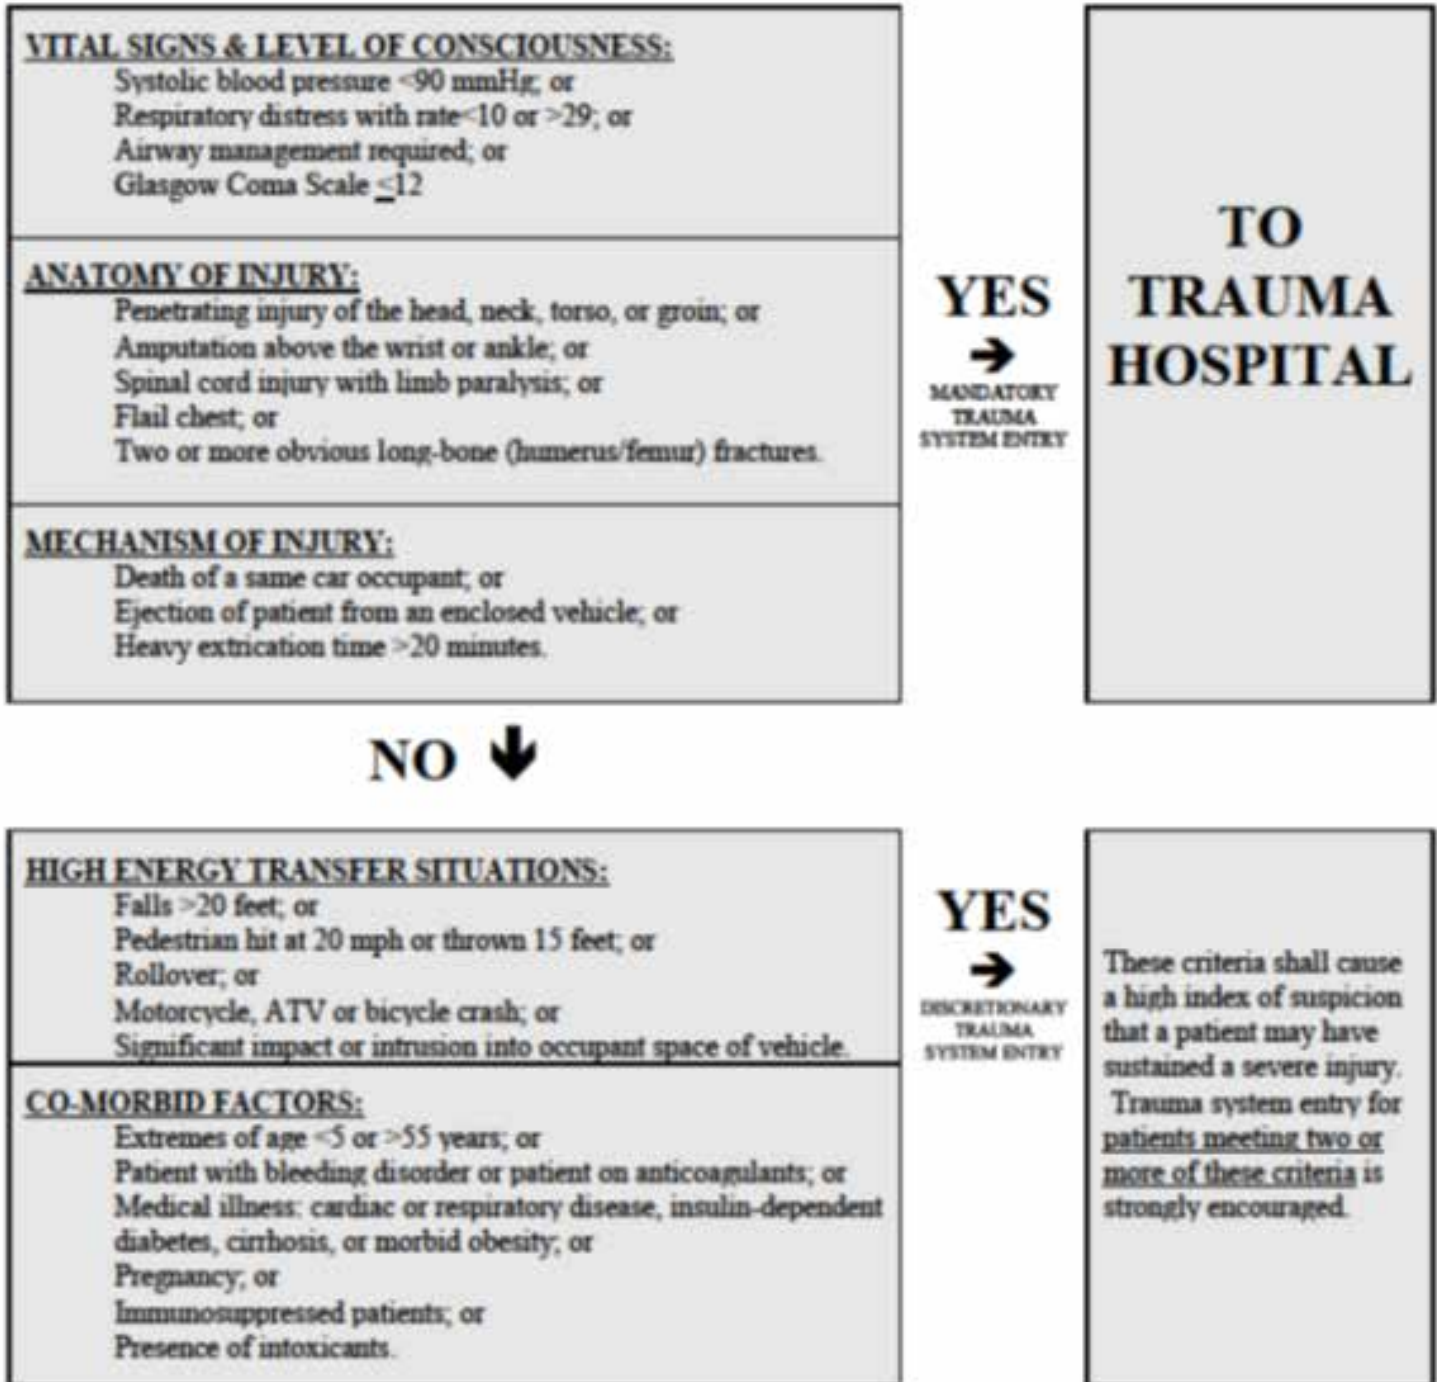 VITAL SIGNS & LEVEL OF CONSCIOUSNESS:
Systolic blood pressure <90 mmHg; or
Respiratory distress with rate<10 or >29; or
Airway management required; or
Glasgow Coma Scale ≤12
ANATOMY OF INJURY:
Penetrating injury of the head, neck, torso, or groin; or
Amputation above the wrist or ankle; or
Spinal cord injury with limb paralysis; or
Flail chest; or
Two or more obvious long-bone (humerus/femur) fractures.
MECHANISM OF INJURY:
Death of a same car occupant; or
Ejection of patient from an enclosed vehicle; or
Heavy extrication time >20 minutes.
YES
➔
MANDATORY
TRAUMA
SYSTEM ENTRY
TO
TRAUMA
HOSPITAL
NO 🡻
HIGH ENERGY TRANSFER SITUATIONS:
Falls >20 feet; or
Pedestrian hit at 20 mph or thrown 15 feet; or
Rollover; or
Motorcycle, ATV or bicycle crash; or
Significant impact or intrusion into occupant space of vehicle.
CO-MORBID FACTORS:
Extremes of age <5 or >55 years; or
Patient with bleeding disorder or patient on anticoagulants; or
Medical illness: cardiac or respiratory disease, insulin-dependent
diabetes, cirrhosis, or morbid obesity; or
Pregnancy; or
Immunosuppressed patients; or
Presence of intoxicants.
YES
➔
DISCRETIONARY
TRAUMA
SYSTEM ENTRY
These criteria shall cause
a high index of suspicion
that a patient may have
sustained a severe injury.
Trauma system entry for
patients meeting two or
more of these criteria is
strongly encouraged.